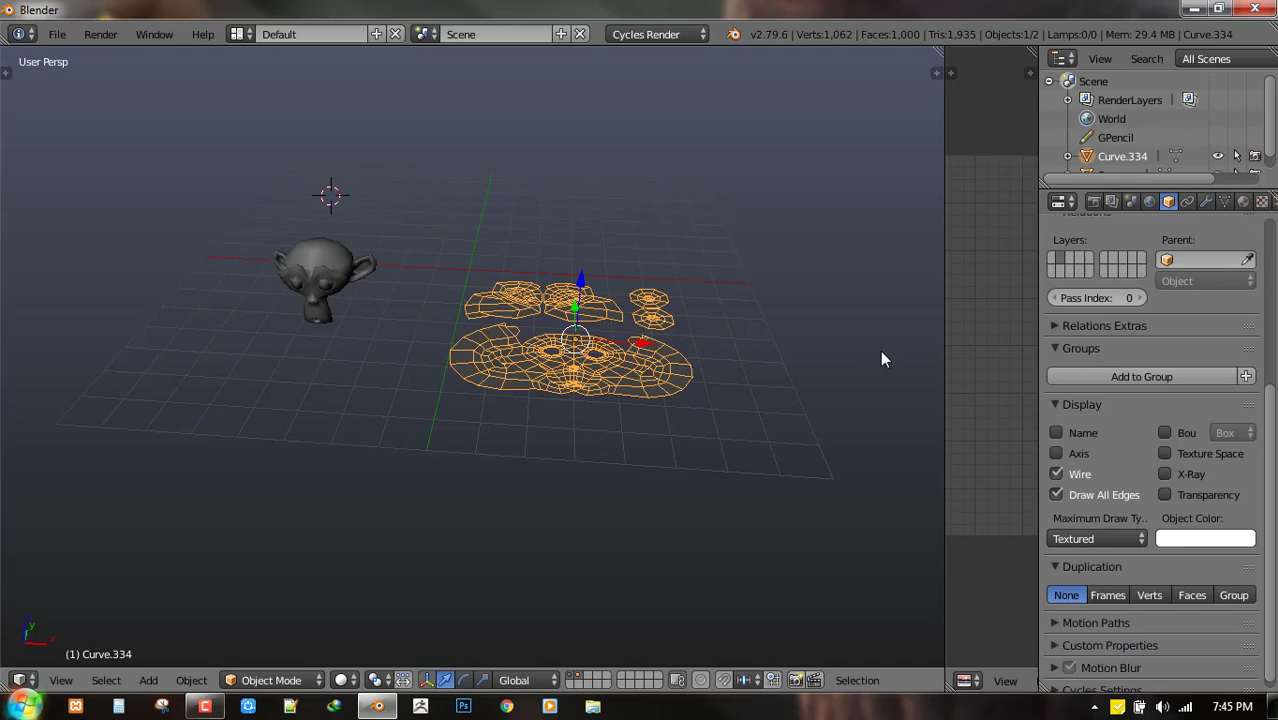 Blender
File Render Window Help Default Scene Cycles Render v2.79.6 | Verts:1,062 | Faces:1,000 | Tris:1,935 | Objects:1/2 | Lamps:0/0 | Mem: 29.4 MB | Curve.334
User Persp
View Search All Scenes
Scene
RenderLayers
World
GPencil
Curve.334
Relations
Layers: Parent:
Object
Pass Index: 0
Relations Extras
Groups
Add to Group
Display
Name Bou Box
Axis Texture Space
Wire X-Ray
Draw All Edges Transparency
Maximum Draw Ty.. Object Color:
Textured
Duplication
None Frames Verts Faces Group
Motion Paths
Custom Properties
Motion Blur
Cycles Settings
y
x
(1) Curve.334
View Select Add Object Object Mode Global Selection View
7:45 PM